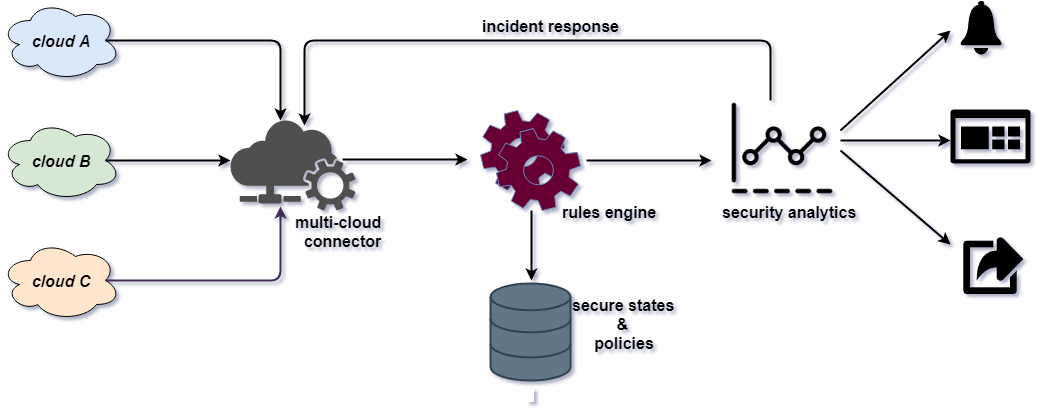 cloud A
incident response
cloud B
multi-cloud
connector
rules engine
security analytics
cloud C
secure states
&
policies